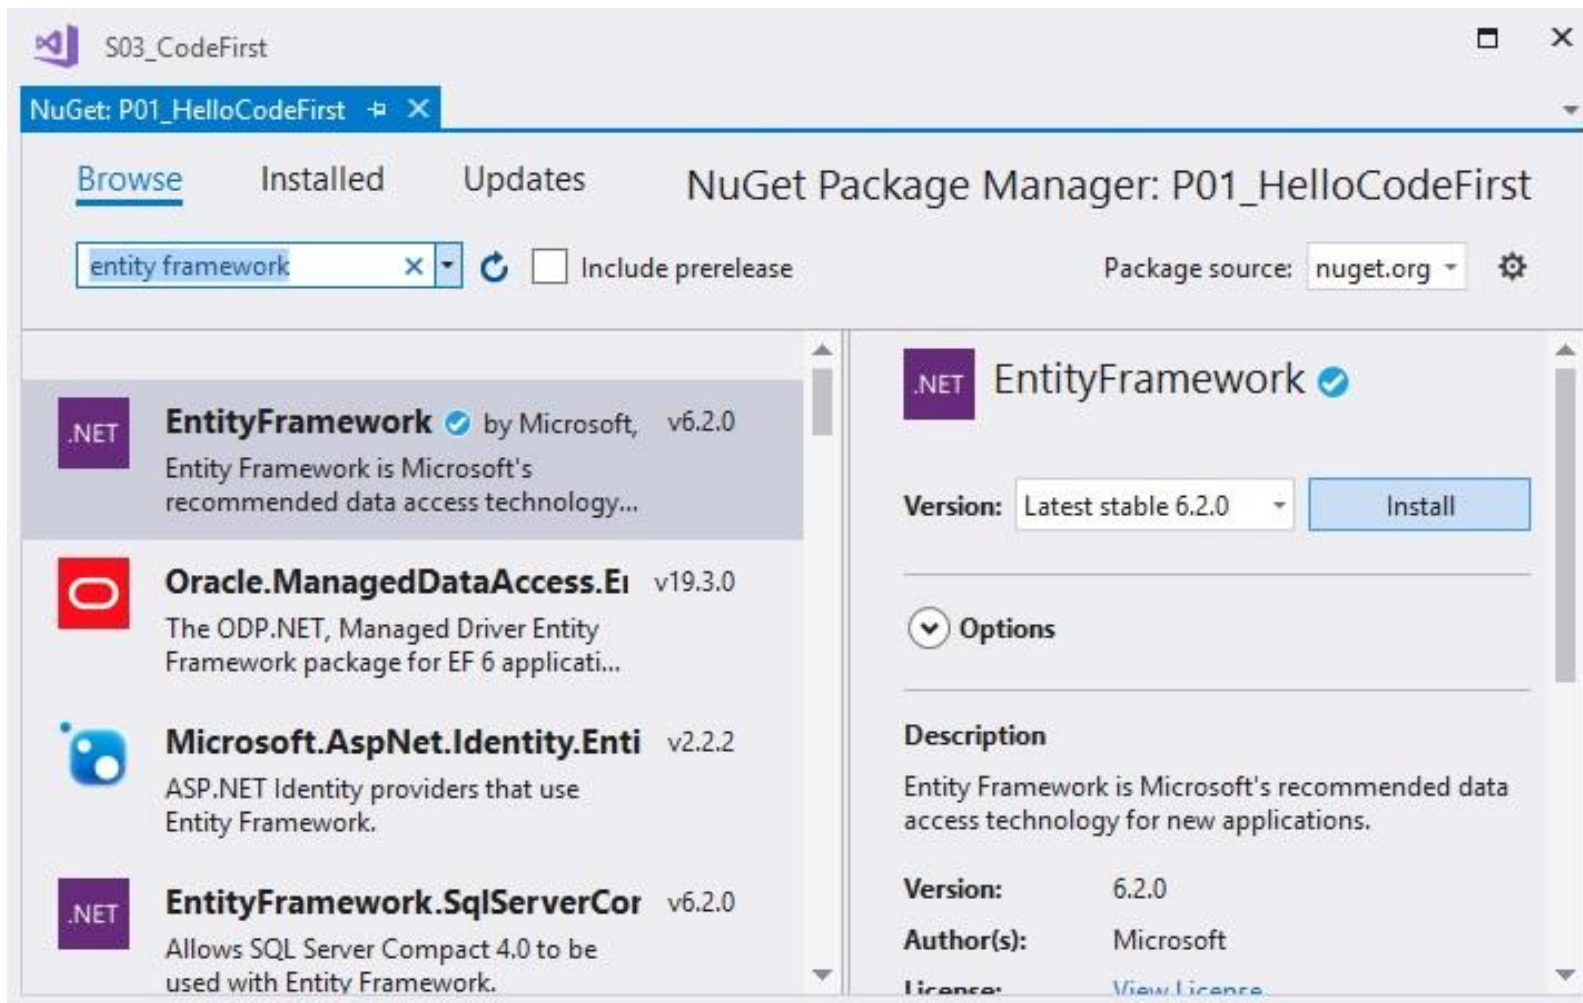 S03_CodeFirst
NuGet: P01_HelloCodeFirst
Browse Installed Updates NuGet Package Manager: P01_HelloCodeFirst
entity framework Include prerelease Package source: nuget.org
.NET EntityFramework by Microsoft, v6.2.0
Entity Framework is Microsoft's
recommended data access technology...
Oracle.ManagedDataAccess.E v19.3.0
The ODP.NET, Managed Driver Entity
Framework package for EF 6 applicati...
Microsoft.AspNet.Identity.Enti v2.2.2
ASP.NET Identity providers that use
Entity Framework.
.NET EntityFramework.SqlServerCor v6.2.0
Allows SQL Server Compact 4.0 to be
used with Entity Framework.
.NET EntityFramework
Version: Latest stable 6.2.0 Install
Options
Description
Entity Framework is Microsoft's recommended data
access technology for new applications.
Version: 6.2.0
Author(s): Microsoft
License: View License